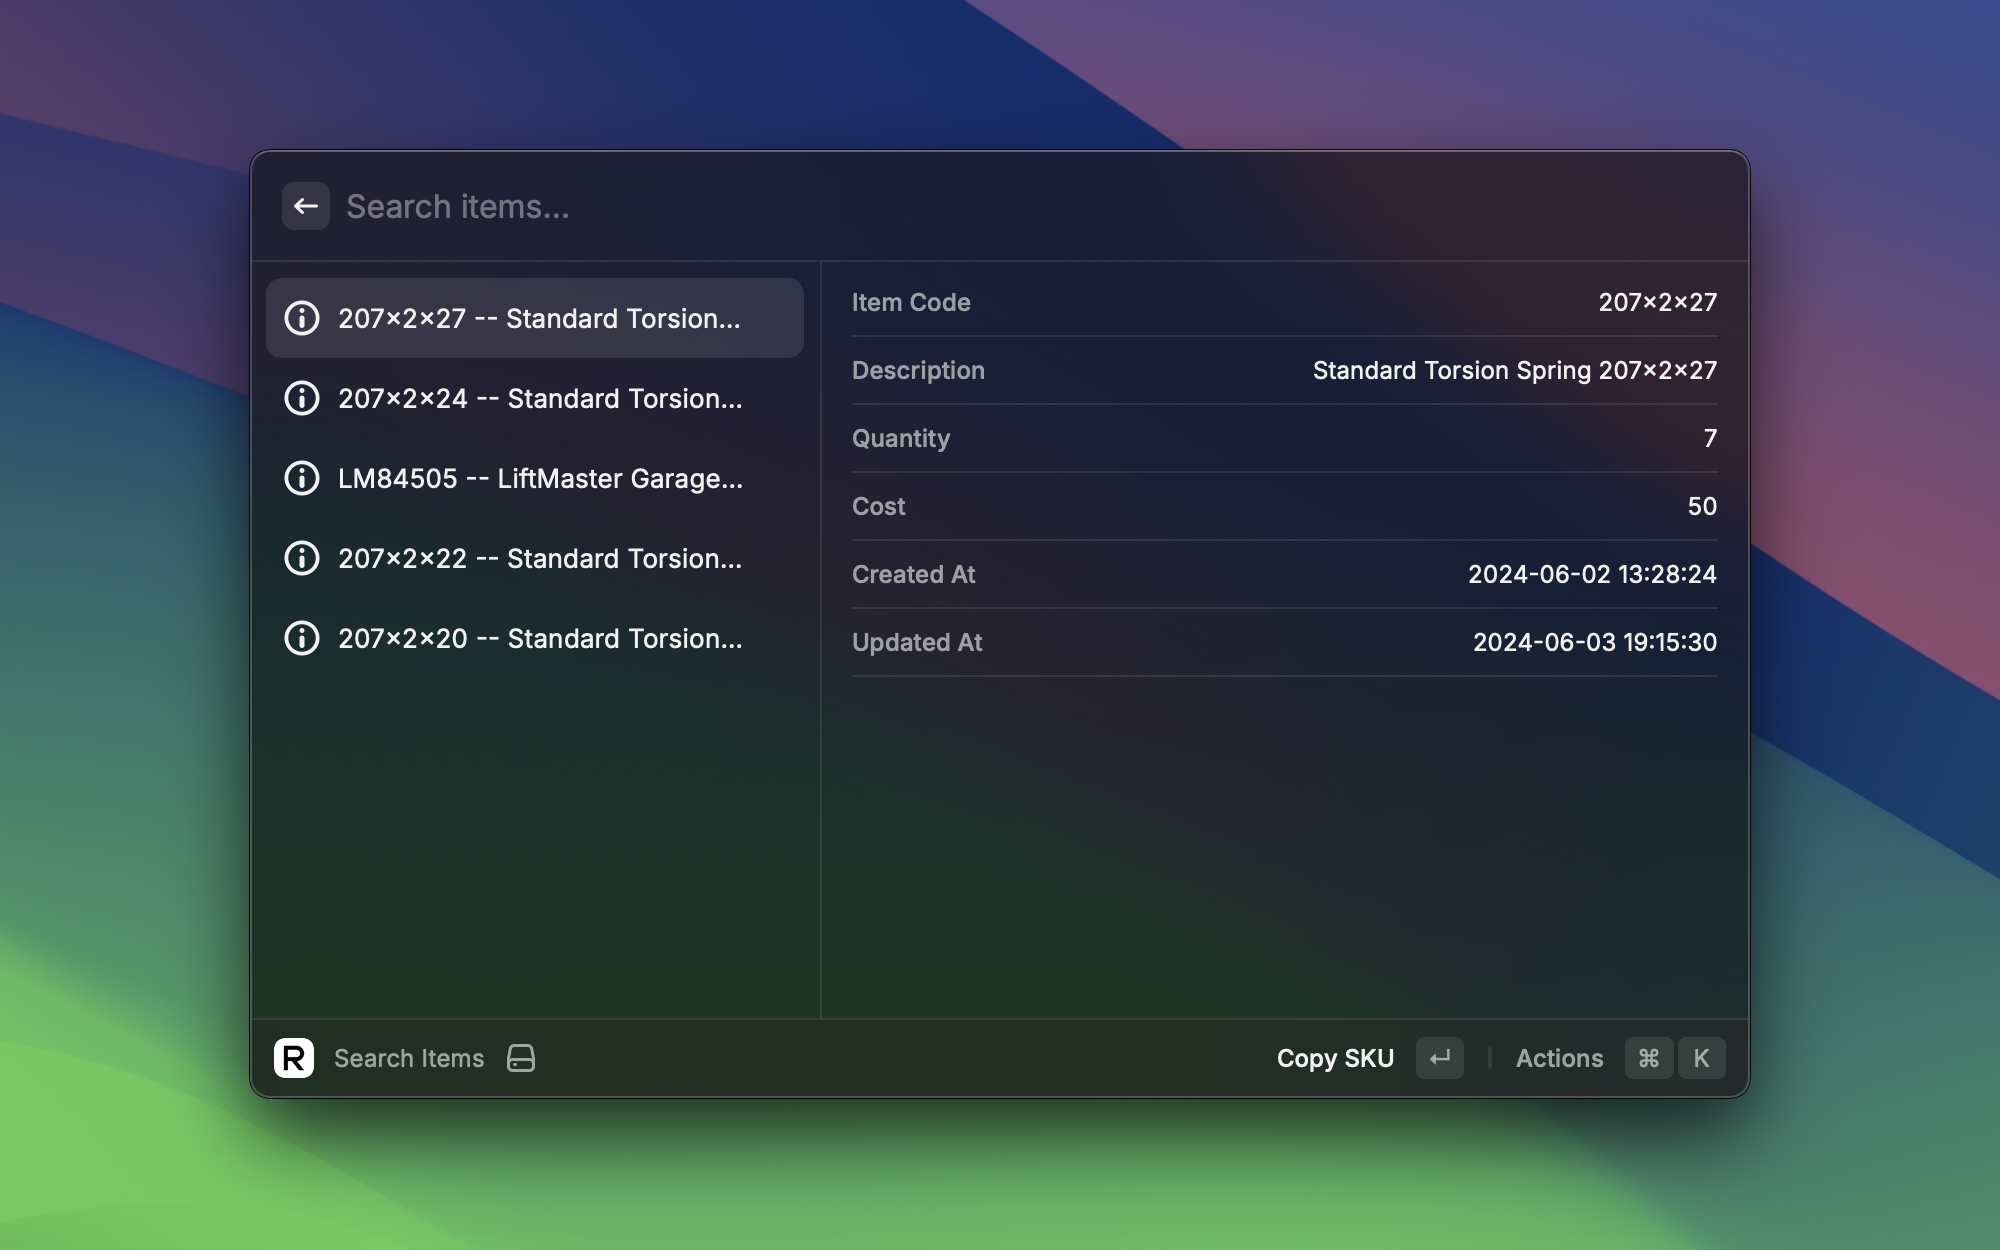 Search items...
207×2×27 -- Standard Torsion...
207×2×24 -- Standard Torsion...
LM84505 -- LiftMaster Garage...
207×2×22 -- Standard Torsion...
207×2×20 -- Standard Torsion...
Item Code 207×2×27
Description Standard Torsion Spring 207×2×27
Quantity 7
Cost 50
Created At 2024-06-02 13:28:24
Updated At 2024-06-03 19:15:30
R Search Items Copy SKU ↵ | Actions ⌘ K